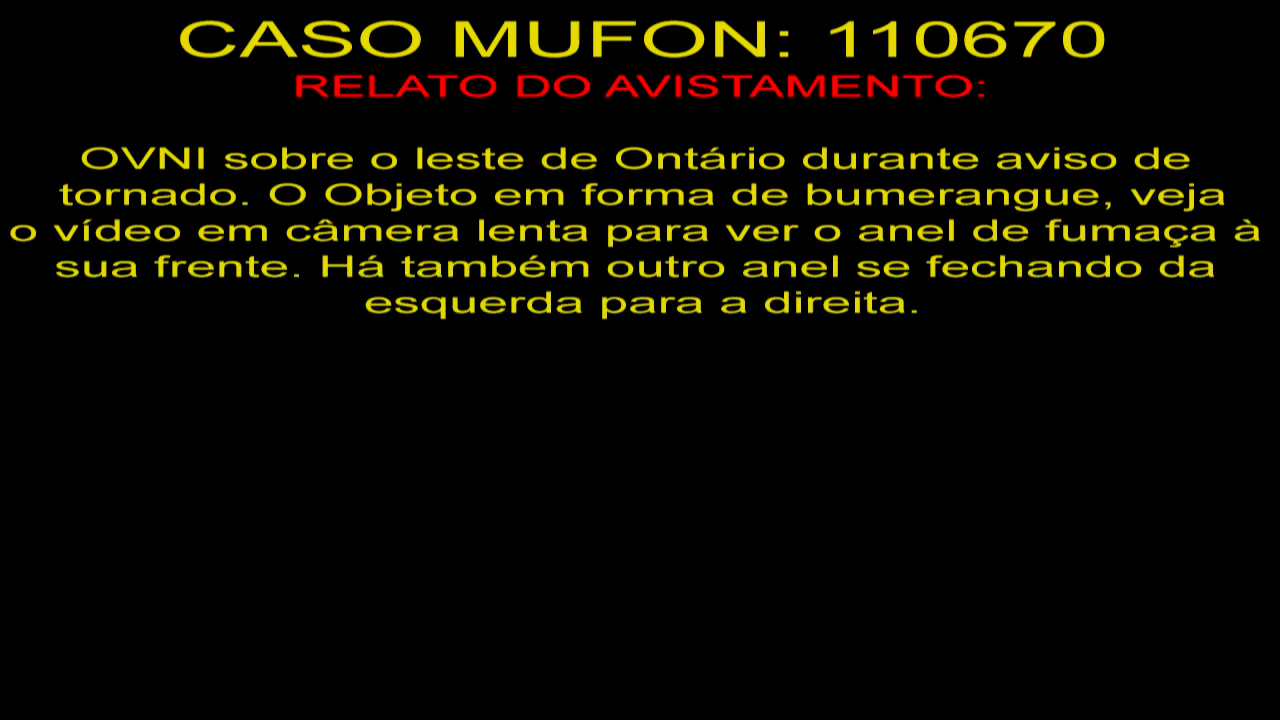 CASO MUFON: 110670
RELATO DO AVISTAMENTO:
OVNI sobre o leste de Ontário durante aviso de
tornado. O Objeto em forma de bumerangue, veja
o vídeo em câmera lenta para ver o anel de fumaça à
sua frente. Há também outro anel se fechando da
esquerda para a direita.